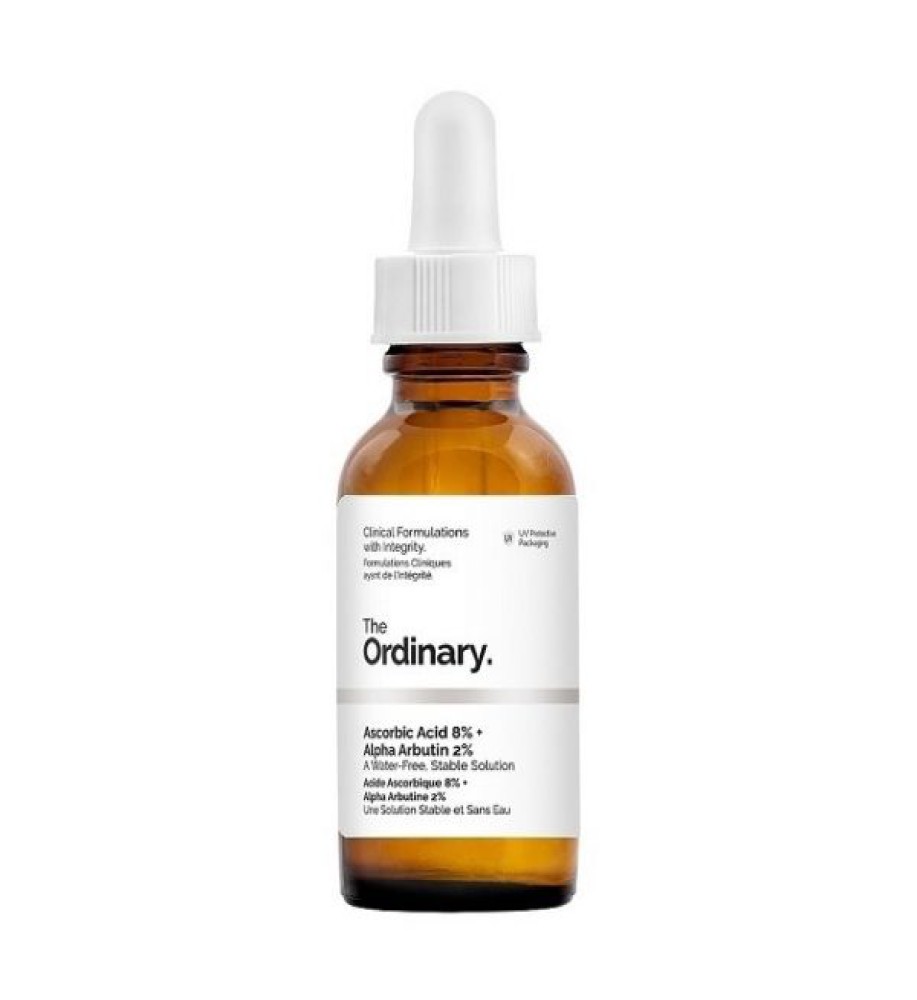 Clinical Formulations
with Integrity.
Formulations Cliniques
ayant de l'intégrité.
UV Protective
Packaging
The
Ordinary.
Ascorbic Acid 8% +
Alpha Arbutin 2%
A Water-Free, Stable Solution
Acide Ascorbique 8% +
Alpha Arbutine 2%
Une Solution Stable et Sans Eau